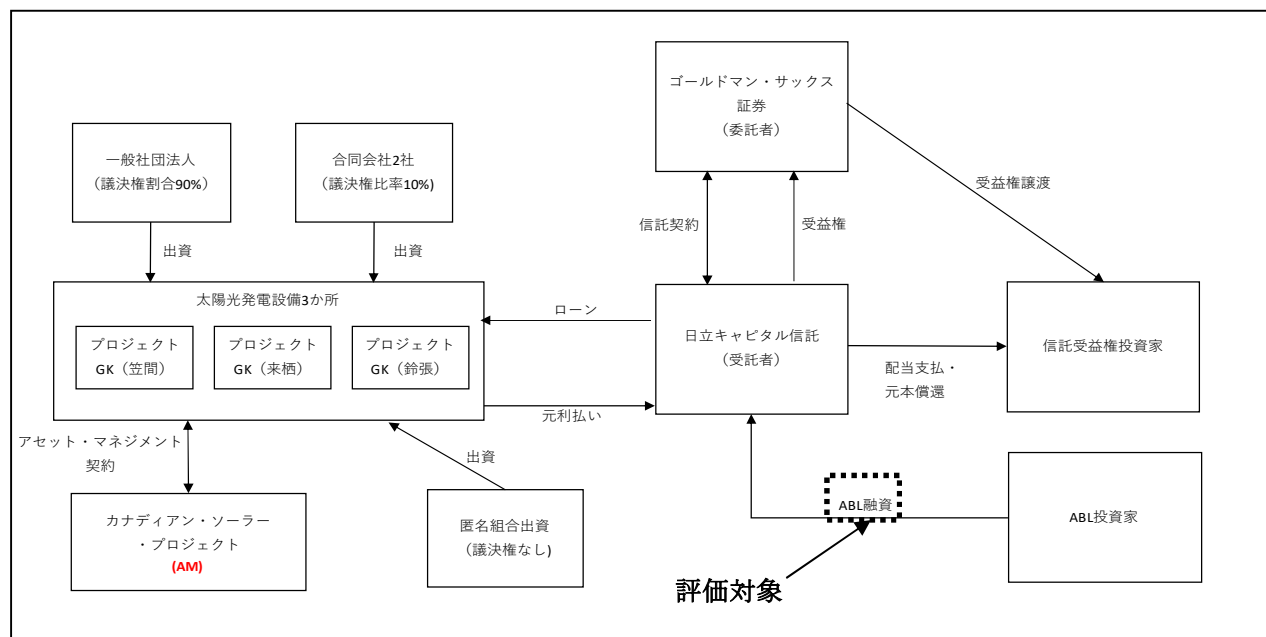 ゴールドマン・サックス
証券
（委託者）
一般社団法人
（議決権割合90%）
合同会社2社
（議決権比率10%)
受益権譲渡
信託契約
受益権
出資
出資
太陽光発電設備3か所
プロジェクト
GK（笠間）
プロジェクト
GK（来栖）
プロジェクト
GK（鈴張）
ローン
日立キャピタル信託
（受託者）
信託受益権投資家
配当支払・
元本償還
元利払い
アセット・マネジメント
契約
出資
カナディアン・ソーラー
・プロジェクト
(AM)
匿名組合出資
（議決権なし)
ABL融資
ABL投資家
評価対象